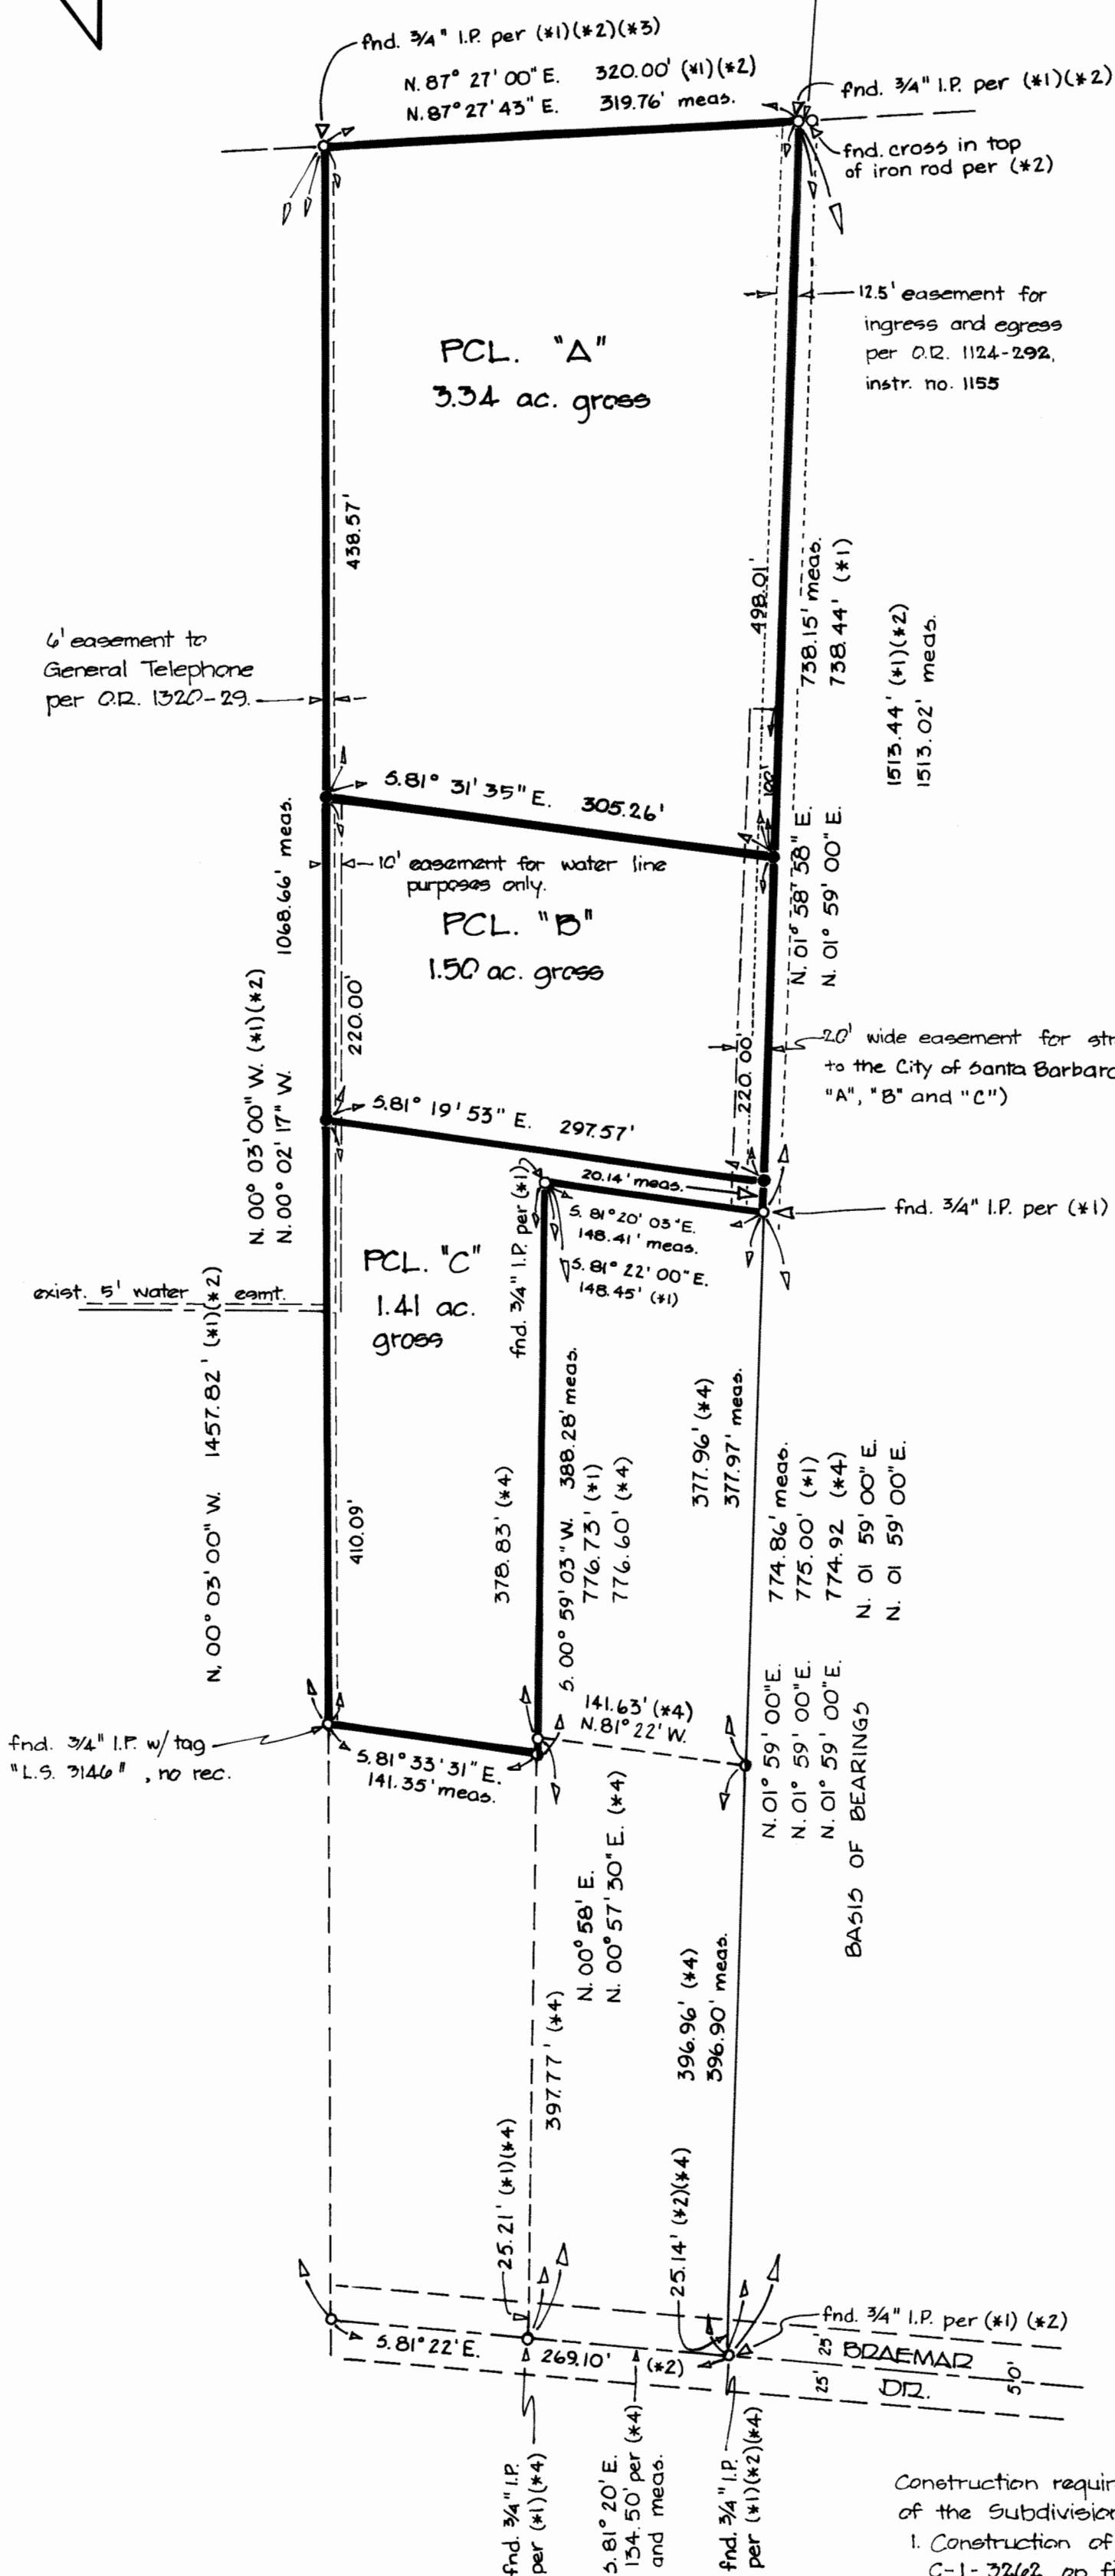 fnd. 3/4" I.P. per (*1)(*2)(*3)
N. 87° 27' 00" E. 320.00' (*1)(*2)
N. 87° 27' 43" E. 319.76' meas.
fnd. 3/4" I.P. per (*1)(*2)
fnd. cross in top
of iron rod per (*2)
12.5' easement for
ingress and egress
per O.R. 1124-292,
instr. no. 1155
PCL. "A"
3.34 ac. gross
438.57'
498.01'
738.15' meas.
738.44' (*1)
1513.44' (*1)(*2)
1513.02' meas.
6' easement to
General Telephone
per O.R. 1320-29.
S. 81° 31' 35" E. 305.26'
100'
N. 01° 58' 58" E.
N. 01° 59' 00" E.
10' easement for water line
purposes only.
PCL. "B"
1.50 ac. gross
1068.66' meas.
N. 00° 03' 00" W. (*1)(*2)
N. 00° 02' 17" W.
220.00'
220.00'
20' wide easement for str
to the City of Santa Barbara
"A", "B" and "C")
S. 81° 19' 53" E. 297.57'
20.14' meas.
fnd. 3/4" I.P. per (*1)
S. 81° 20' 03" E.
148.41' meas.
S. 81° 22' 00" E.
148.45' (*1)
fnd. 3/4" I.P. per (*1)
PCL. "C"
1.41 ac.
gross
exist. 5' water esmt.
N. 00° 03' 00" W. 1457.82' (*1)(*2)
410.09'
378.83' (*4)
S. 00° 59' 03" W. 388.28' meas.
776.73' (*1)
776.60' (*4)
377.96' (*4)
377.97' meas.
774.86' meas.
775.00' (*1)
774.92 (*4)
N. 01 59' 00" E.
N. 01 59' 00" E.
141.63' (*4)
N. 81° 22' W.
N. 01° 59' 00" E.
N. 01° 59' 00" E.
N. 01° 59' 00" E.
BASIS OF BEARINGS
fnd. 3/4" I.P. w/ tag
"L.S. 3146" , no rec.
S. 81° 33' 31" E.
141.35' meas.
N. 00° 58' E.
N. 00° 57' 30" E. (*4)
397.77' (*4)
396.96' (*4)
396.90' meas.
25.21' (*1)(*4)
25.14' (*2)(*4)
fnd. 3/4" I.P. per (*1) (*2)
S. 81° 22' E. 269.10' (*2)
25' BRAEMAR
25' DR. 50'
fnd. 3/4" I.P.
per (*1)(*4)
S. 81° 20' E.
134.50' per (*4)
and meas.
fnd. 3/4" I.P.
per (*1)(*2)(*4)
Construction requir
of the Subdivision
1. Construction of
C-1-3262 on fi